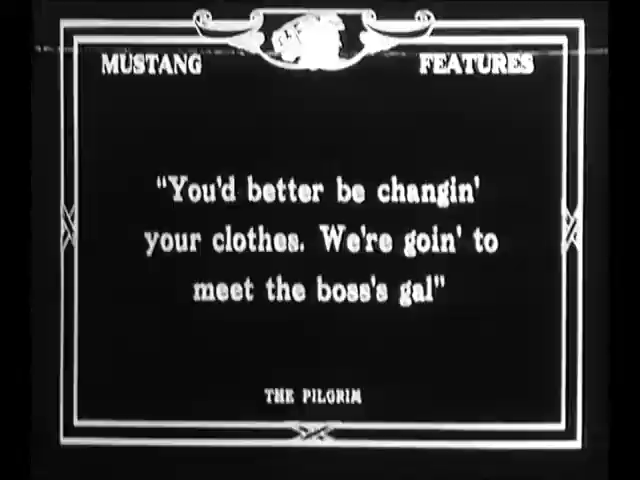 MUSTANG FEATURES
"You'd better be changin'
your clothes. We're goin' to
meet the boss's gal"
THE PILGRIM